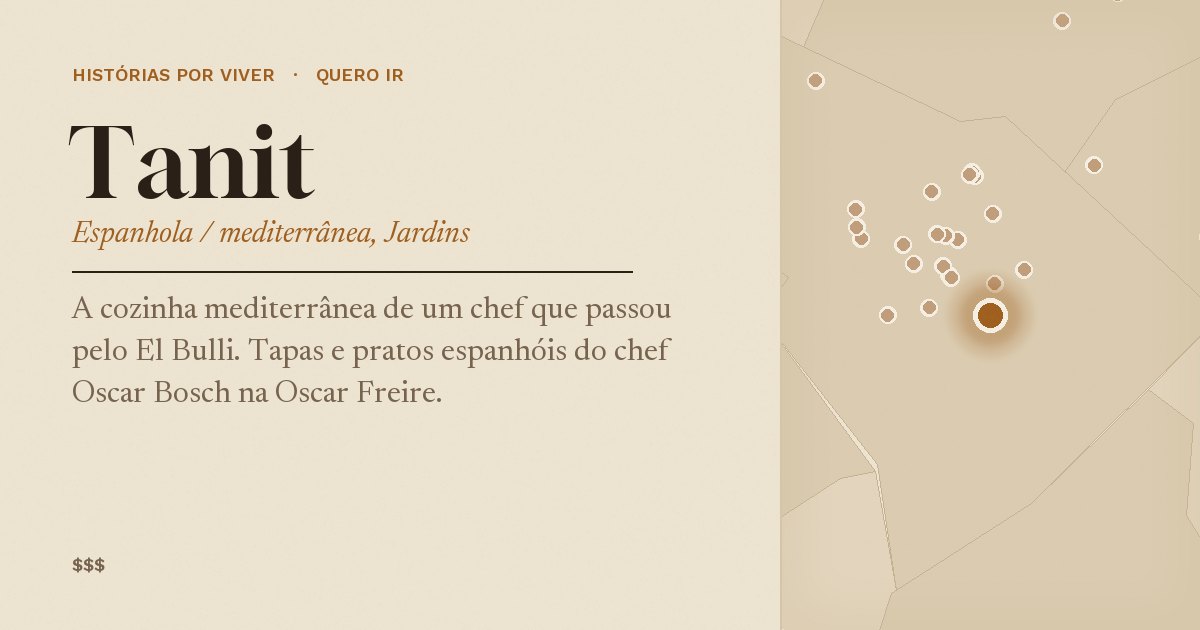 HISTÓRIAS POR VIVER · QUERO IR
Tanit
Espanhola / mediterrânea, Jardins
A cozinha mediterrânea de um chef que passou
pelo El Bulli. Tapas e pratos espanhóis do chef
Oscar Bosch na Oscar Freire.
$$$